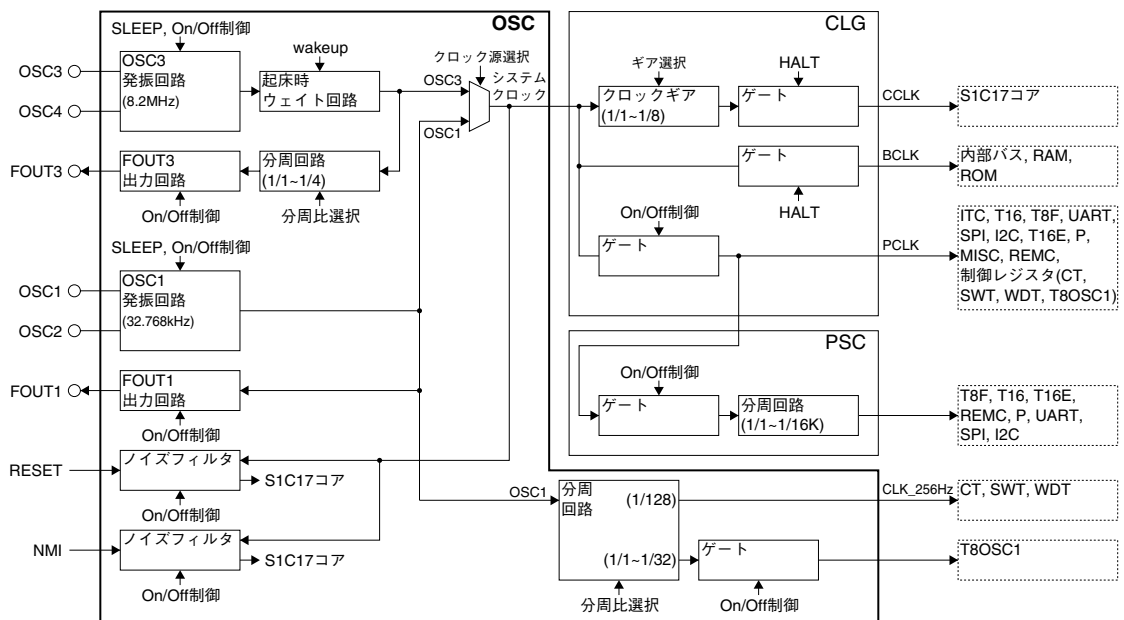 OSC
SLEEP, On/Off制御
OSC3
OSC4
OSC3
発振回路
(8.2MHz)
wakeup
起床時
ウェイト回路
クロック源選択
OSC3
OSC1
システム
クロック
FOUT3
FOUT3
出力回路
On/Off制御
分周回路
(1/1~1/4)
分周比選択
SLEEP, On/Off制御
OSC1
OSC2
OSC1
発振回路
(32.768kHz)
FOUT1
FOUT1
出力回路
On/Off制御
RESET
ノイズフィルタ
S1C17コア
On/Off制御
NMI
ノイズフィルタ
S1C17コア
On/Off制御
CLG
ギア選択
クロックギア
(1/1~1/8)
HALT
ゲート
CCLK
S1C17コア
ゲート
HALT
BCLK
内部バス, RAM,
ROM
On/Off制御
ゲート
PCLK
ITC, T16, T8F, UART,
SPI, I2C, T16E, P,
MISC, REMC,
制御レジスタ(CT,
SWT, WDT, T8OSC1)
PSC
On/Off制御
ゲート
分周回路
(1/1~1/16K)
T8F, T16, T16E,
REMC, P, UART,
SPI, I2C
OSC1
分周
回路
(1/128)
(1/1~1/32)
分周比選択
CLK_256Hz
CT, SWT, WDT
ゲート
On/Off制御
T8OSC1